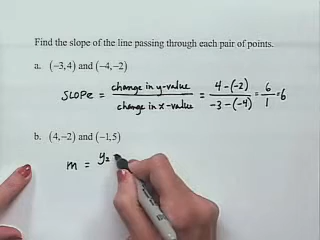 Find the slope of the line passing through each pair of points.
a. (−3,4) and (−4,−2)
SLOPE = change in y-value / change in x-value = 4−(−2) / −3−(−4) = 6/1 = 6
b. (4,−2) and (−1,5)
m = y₂